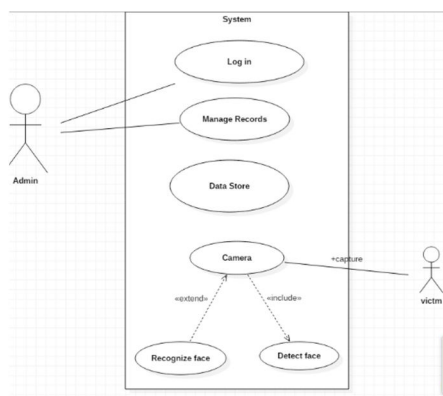 System
Log in
Manage Records
Admin
Data Store
Camera
+capture
victm
«extend»
«include»
Recognize face
Detect face